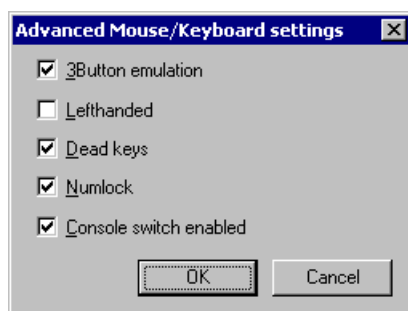 Advanced Mouse/Keyboard settings
3Button emulation
Lefthanded
Dead keys
Numlock
Console switch enabled
OK
Cancel